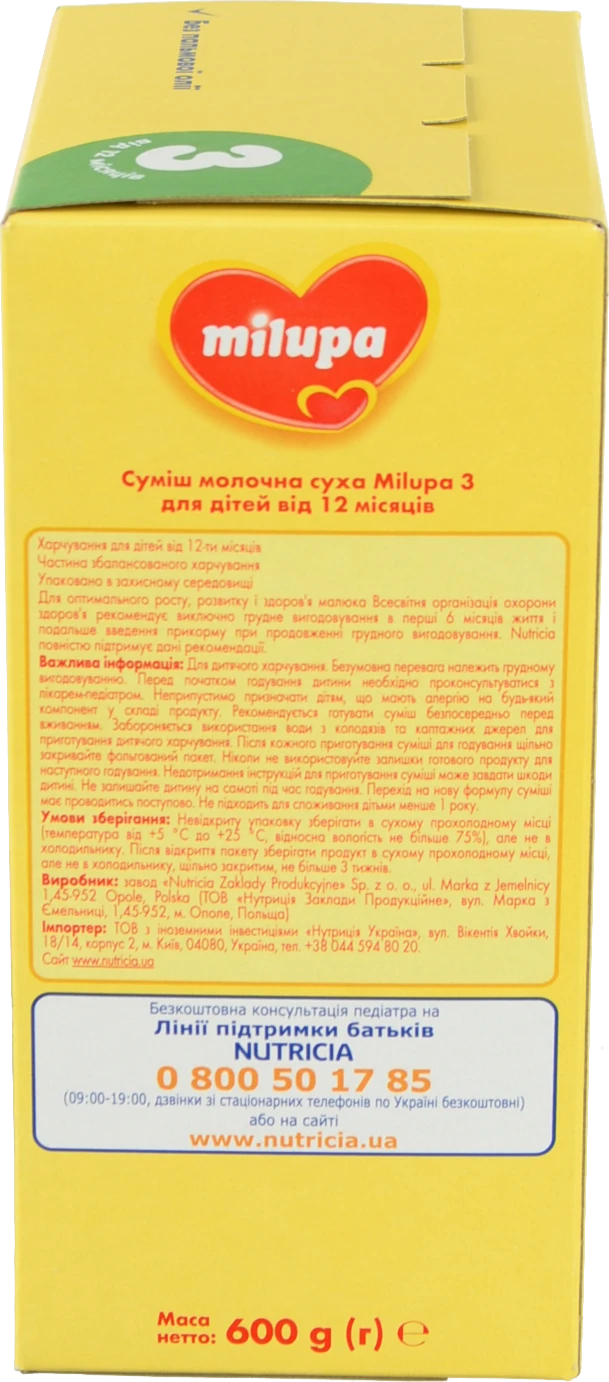 ✓ Без пальмової олії
3
від 12 місяців
milupa
Суміш молочна суха Milupa 3
для дітей від 12 місяців
Харчування для дітей від 12-ти місяців
Частина збалансованого харчування
Упаковано в захисному середовищі
Для оптимального росту, розвитку і здоров'я малюка Всесвітня організація охорони
здоров'я рекомендує виключно грудне вигодовування в перші 6 місяців життя і
подальше введення прикорму при продовженні грудного вигодовування. Nutricia
повністю підтримує дані рекомендації.
Важлива інформація: Для дитячого харчування. Безумовна перевага належить грудному
вигодовуванню. Перед початком годування дитини необхідно проконсультуватися з
лікарем-педіатром. Неприпустимо призначати дітям, що мають алергію на будь-який
компонент у складі продукту. Рекомендується готувати суміш безпосередньо перед
вживанням. Забороняється використання води з колодязів та каптажних джерел для
приготування дитячого харчування. Після кожного приготування суміші для годування щільно
закривайте фольгований пакет. Ніколи не використовуйте залишки готового продукту для
наступного годування. Недотримання інструкцій для приготування суміші може завдати шкоди
дитині. Не залишайте дитину на самоті під час годування. Перехід на нову формулу суміші
має проводитись поступово. Не підходить для споживання дітьми менше 1 року.
Умови зберігання: Невідкриту упаковку зберігати в сухому прохолодному місці
(температура від +5 °C до +25 °C, відносна вологість не більше 75%), але не в
холодильнику. Після відкриття пакету зберігати продукт в сухому прохолодному місці,
але не в холодильнику, щільно закритим, не більше 3 тижнів.
Виробник: завод «Nutricia Zaklady Produkcyjne» Sp. z o. o., ul. Marka z Jemelnicy
1,45-952 Opole, Polska (ТОВ «Нутриція Заклади Продукційне», вул. Марка з
Ємельниці, 1,45-952, м. Ополе, Польща)
Імпортер: ТОВ з іноземними інвестиціями «Нутриція Україна», вул. Вікентія Хвойки,
18/14, корпус 2, м. Київ, 04080, Україна, тел. +38 044 594 80 20.
Сайт www.nutricia.ua
Безкоштовна консультація педіатра на
Лінії підтримки батьків
NUTRICIA
0 800 50 17 85
(09:00-19:00, дзвінки зі стаціонарних телефонів по Україні безкоштовні)
або на сайті
www.nutricia.ua
Маса
нетто: 600 g (г) ℮